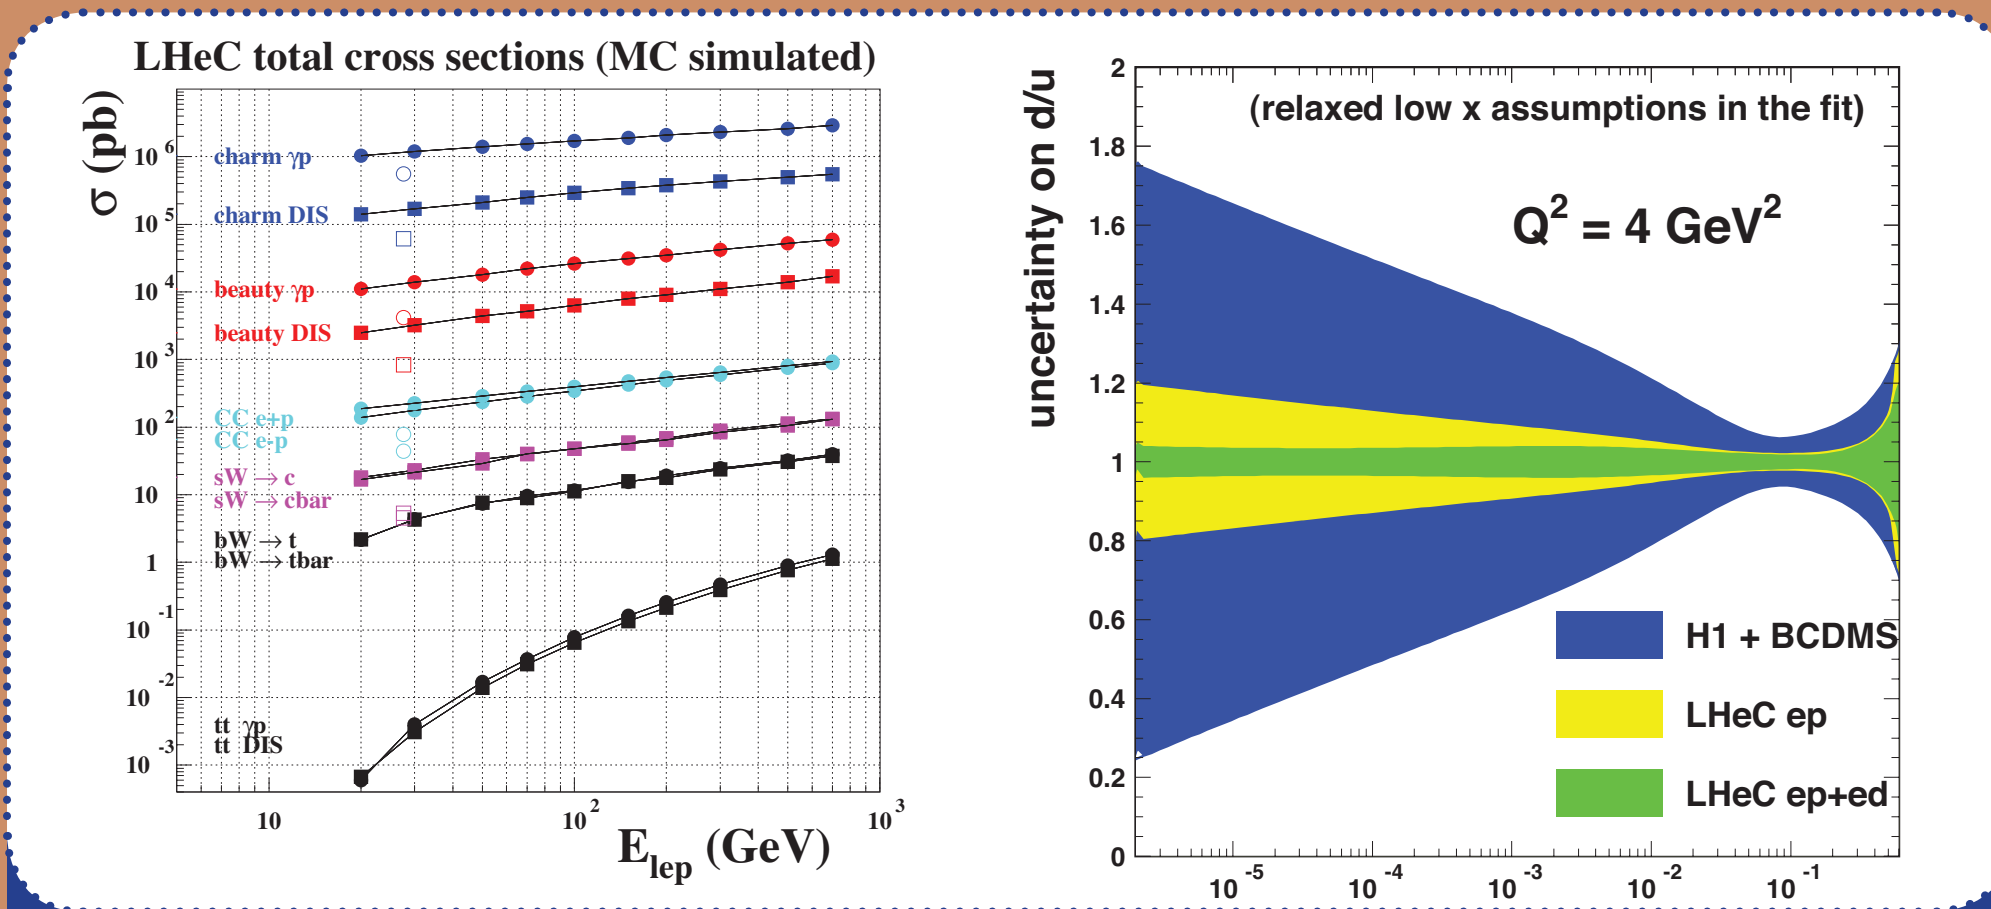 LHeC total cross sections (MC simulated)
σ (pb)
10 6
10 5
10 4
10 3
10 2
10
1
10 -1
10 -2
10 -3
charm γp
charm DIS
beauty γp
beauty DIS
CC e+p
CC e-p
sW → c
sW → cbar
bW → t
bW → tbar
tt γp
tt DIS
10
10 2
10 3
E lep (GeV)
uncertainty on d/u
2
1.8
1.6
1.4
1.2
1
0.8
0.6
0.4
0.2
0
(relaxed low x assumptions in the fit)
Q2 = 4 GeV2
H1 + BCDMS
LHeC ep
LHeC ep+ed
10 -5
10 -4
10 -3
10 -2
10 -1